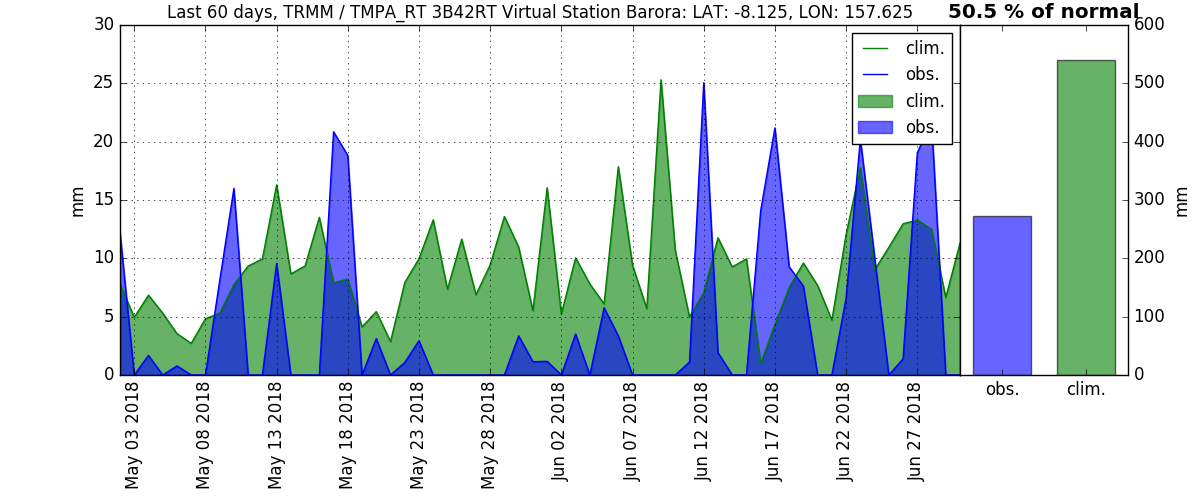 Last 60 days, TRMM / TMPA_RT 3B42RT Virtual Station Barora: LAT: -8.125, LON: 157.625
50.5 % of normal
30
25
20
15
10
5
0
mm
clim.
obs.
clim.
obs.
600
500
400
300
200
100
0
mm
May 03 2018
May 08 2018
May 13 2018
May 18 2018
May 23 2018
May 28 2018
Jun 02 2018
Jun 07 2018
Jun 12 2018
Jun 17 2018
Jun 22 2018
Jun 27 2018
obs.
clim.